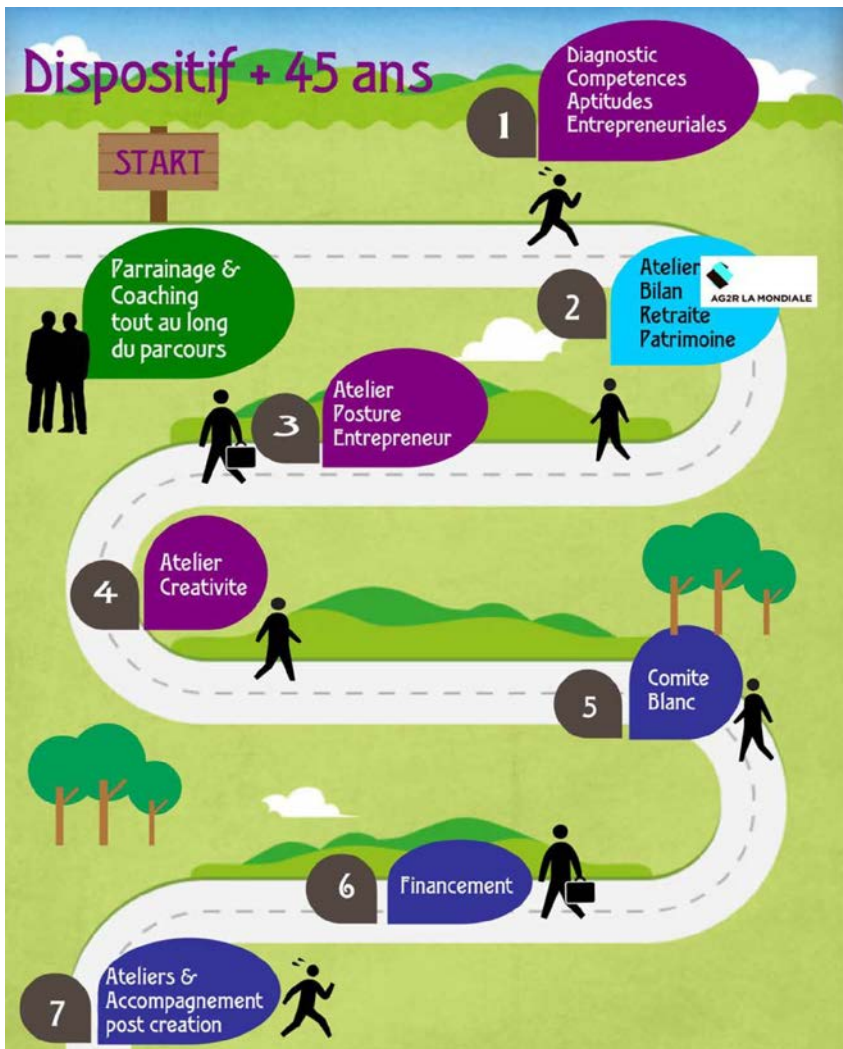 Dispositif + 45 ans
START
1
Diagnostic
Competences
Aptitudes
Entrepreneuriales
Parrainage &
Coaching
tout au long
du parcours
2
Atelier
Bilan
Retraite
Patrimoine
AG2R LA MONDIALE
3
Atelier
Posture
Entrepreneur
4
Atelier
Creativite
5
Comite
Blanc
6
Financement
7
Ateliers &
Accompagnement
post creation